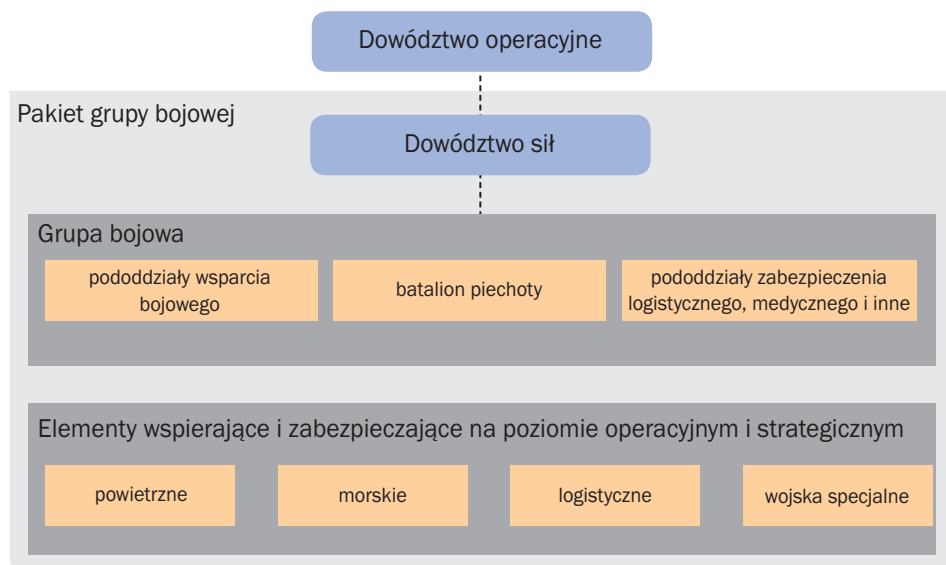 Dowództwo operacyjne
Pakiet grupy bojowej
Dowództwo sił
Grupa bojowa
pododdziały wsparcia
bojowego
batalion piechoty
pododdziały zabezpieczenia
logistycznego, medycznego i inne
Elementy wspierające i zabezpieczające na poziomie operacyjnym i strategicznym
powietrzne
morskie
logistyczne
wojska specjalne